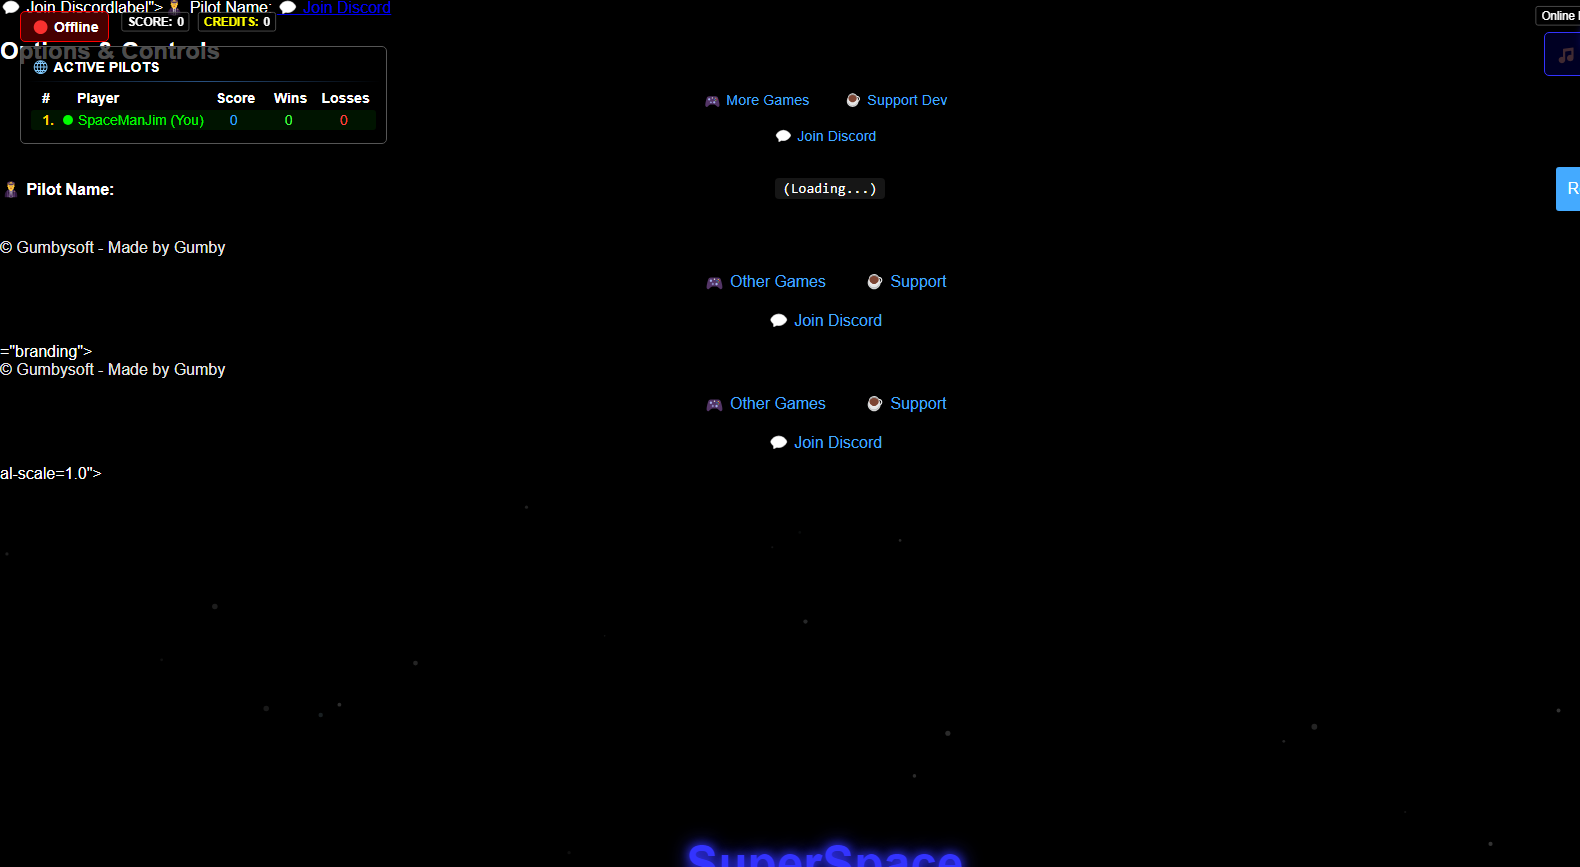 Join Discordlabel"> Pilot Name: Join Discord
Offline SCORE: 0 CREDITS: 0
Online
Options & Controls
ACTIVE PILOTS
# Player Score Wins Losses
1. SpaceManJim (You) 0 0 0
More Games Support Dev
Join Discord
Pilot Name: (Loading...) R
© Gumbysoft - Made by Gumby
Other Games Support
Join Discord
="branding">
© Gumbysoft - Made by Gumby
Other Games Support
Join Discord
al-scale=1.0">
SuperSpace